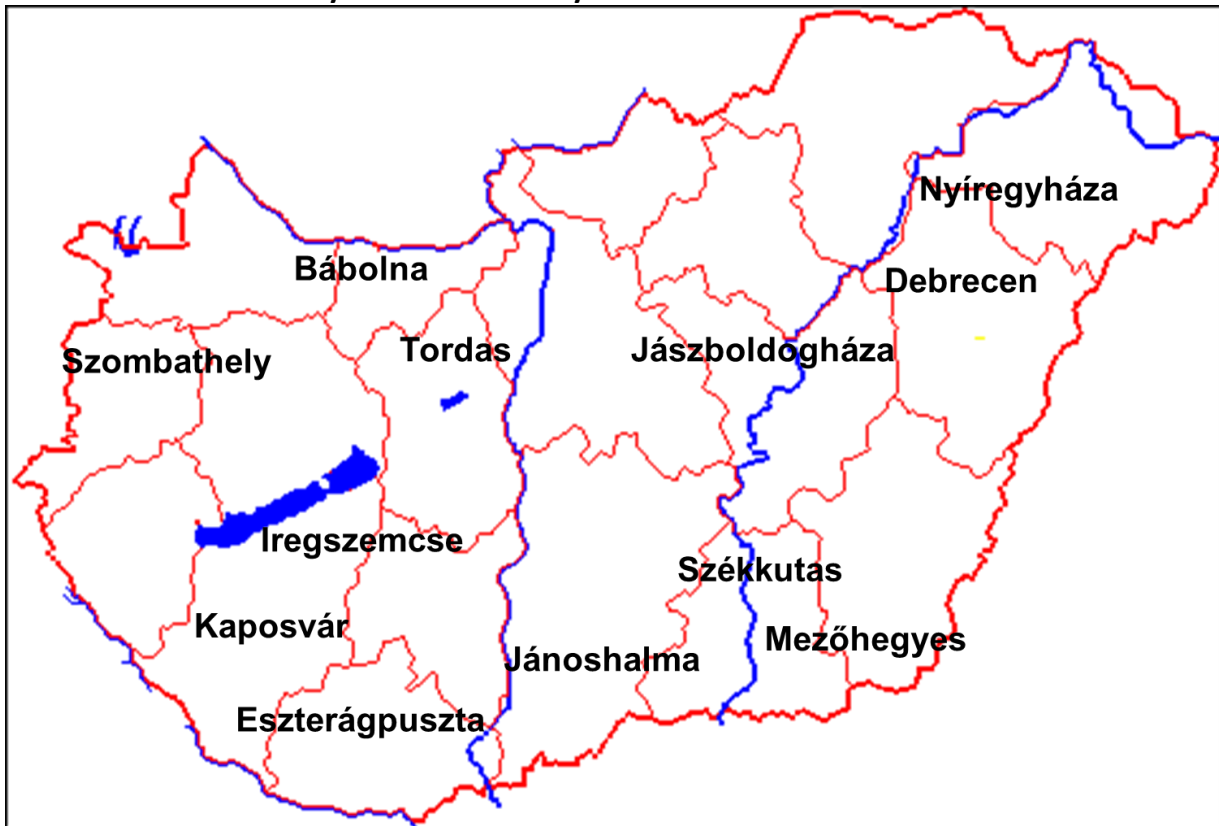 Nyíregyháza
Bábolna
Debrecen
Szombathely
Tordas
Jászboldogháza
Iregszemcse
Székkutas
Kaposvár
Mezőhegyes
Jánoshalma
Eszterágpuszta